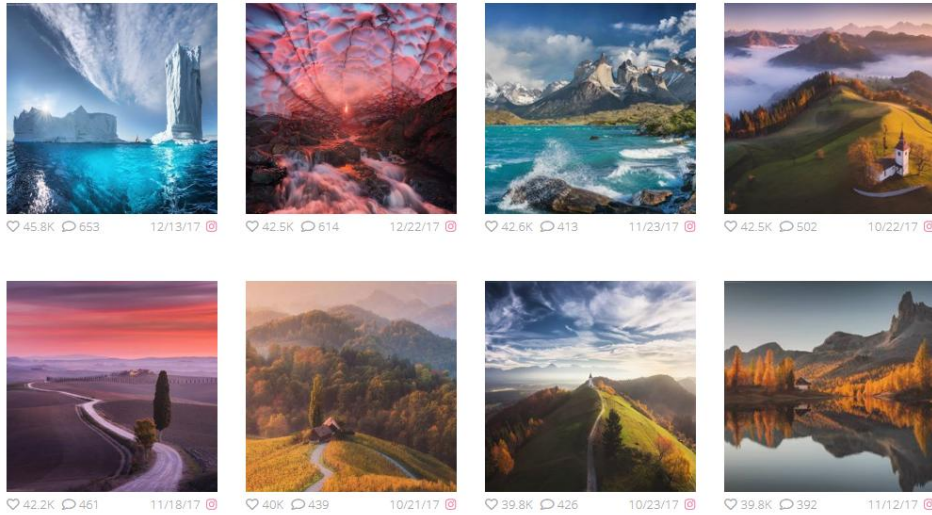 45.8K 653 12/13/17
42.5K 614 12/22/17
42.6K 413 11/23/17
42.5K 502 10/22/17
42.2K 461 11/18/17
40K 439 10/21/17
39.8K 426 10/23/17
39.8K 392 11/12/17